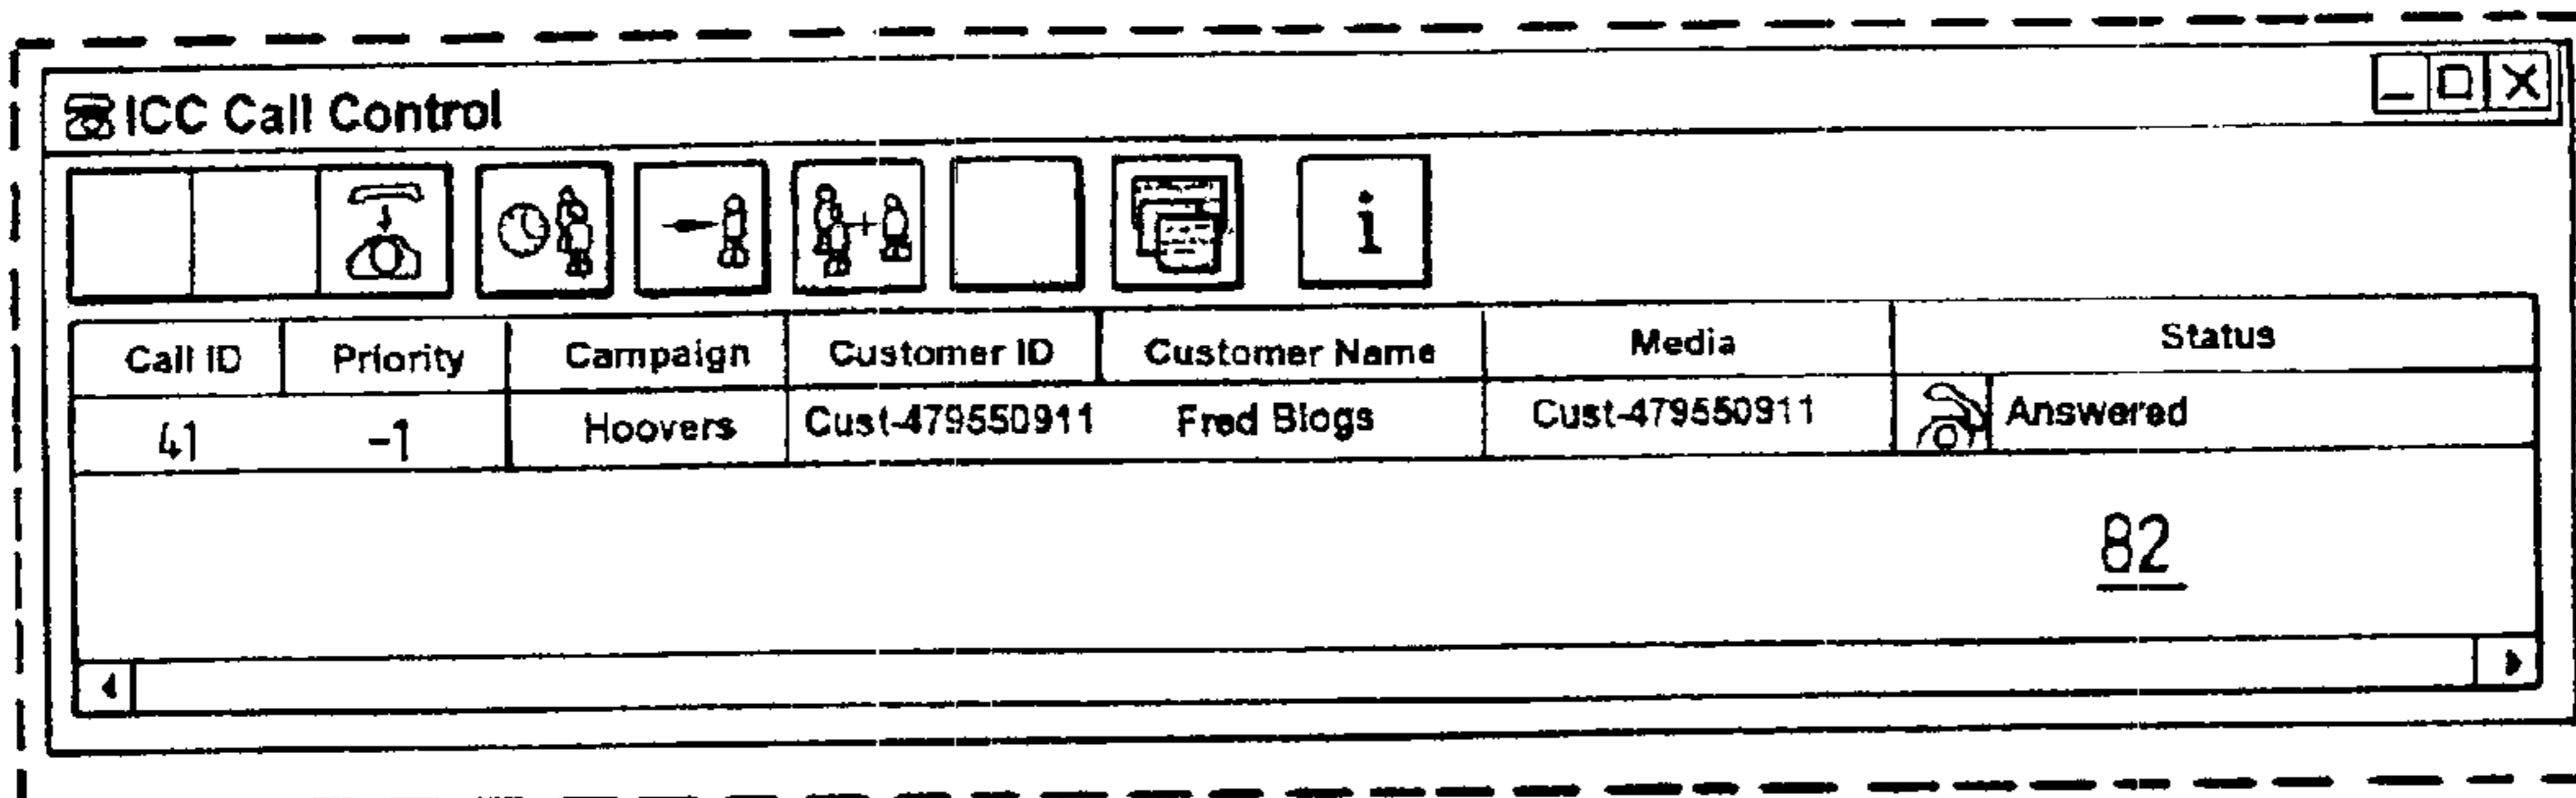 ICC Call Control
i
Call ID Priority Campaign Customer ID Customer Name Media Status
41 -1 Hoovers Cust-479550911 Fred Blogs Cust-479550911 Answered
82